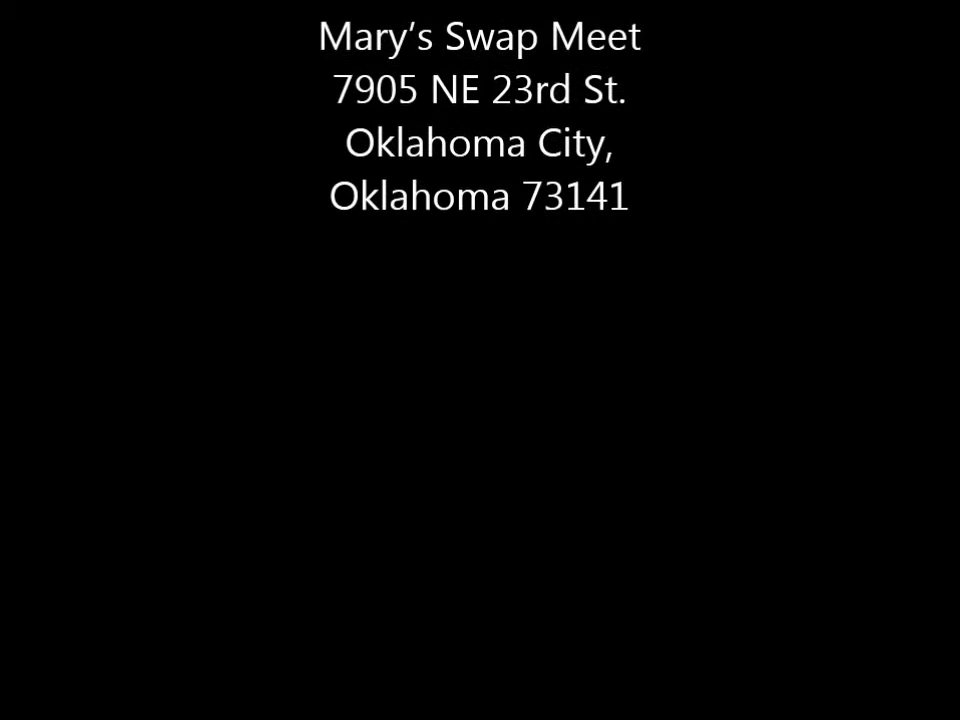 Mary’s Swap Meet
7905 NE 23rd St.
Oklahoma City,
Oklahoma 73141